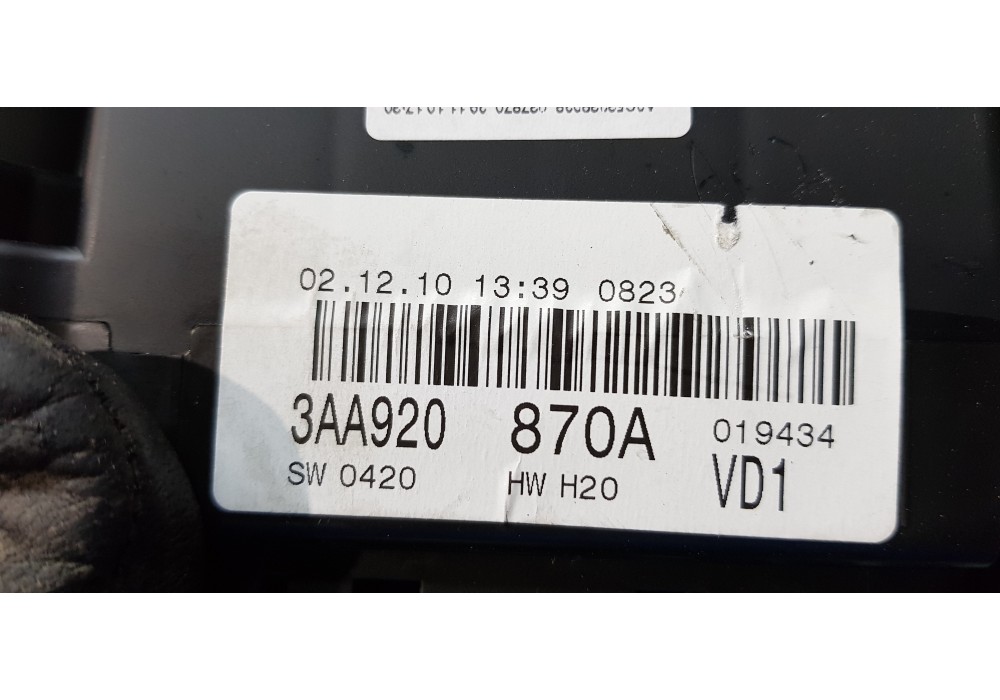 02.12.10 13:39 0823
3AA920 870A 019434
SW 0420 HW H20 VD1